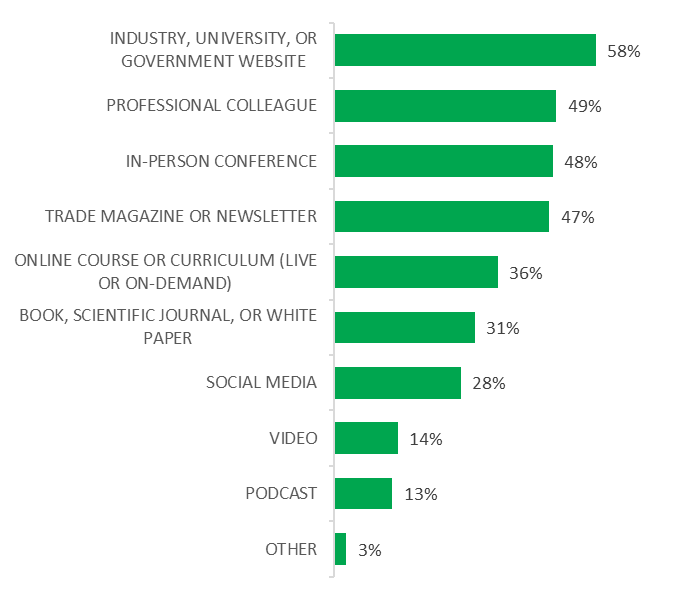 INDUSTRY, UNIVERSITY, OR
GOVERNMENT WEBSITE
58%
PROFESSIONAL COLLEAGUE
49%
IN-PERSON CONFERENCE
48%
TRADE MAGAZINE OR NEWSLETTER
47%
ONLINE COURSE OR CURRICULUM (LIVE
OR ON-DEMAND)
36%
BOOK, SCIENTIFIC JOURNAL, OR WHITE
PAPER
31%
SOCIAL MEDIA
28%
VIDEO
14%
PODCAST
13%
OTHER
3%